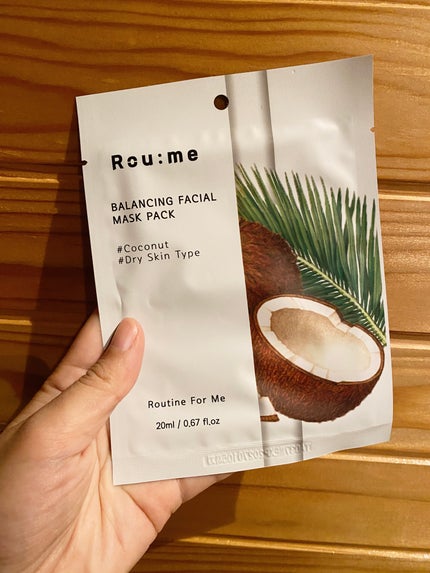 Rou:me
BALANCING FACIAL
MASK PACK
#Coconut
#Dry Skin Type
Routine For Me
20ml / 0.67 fl.oz